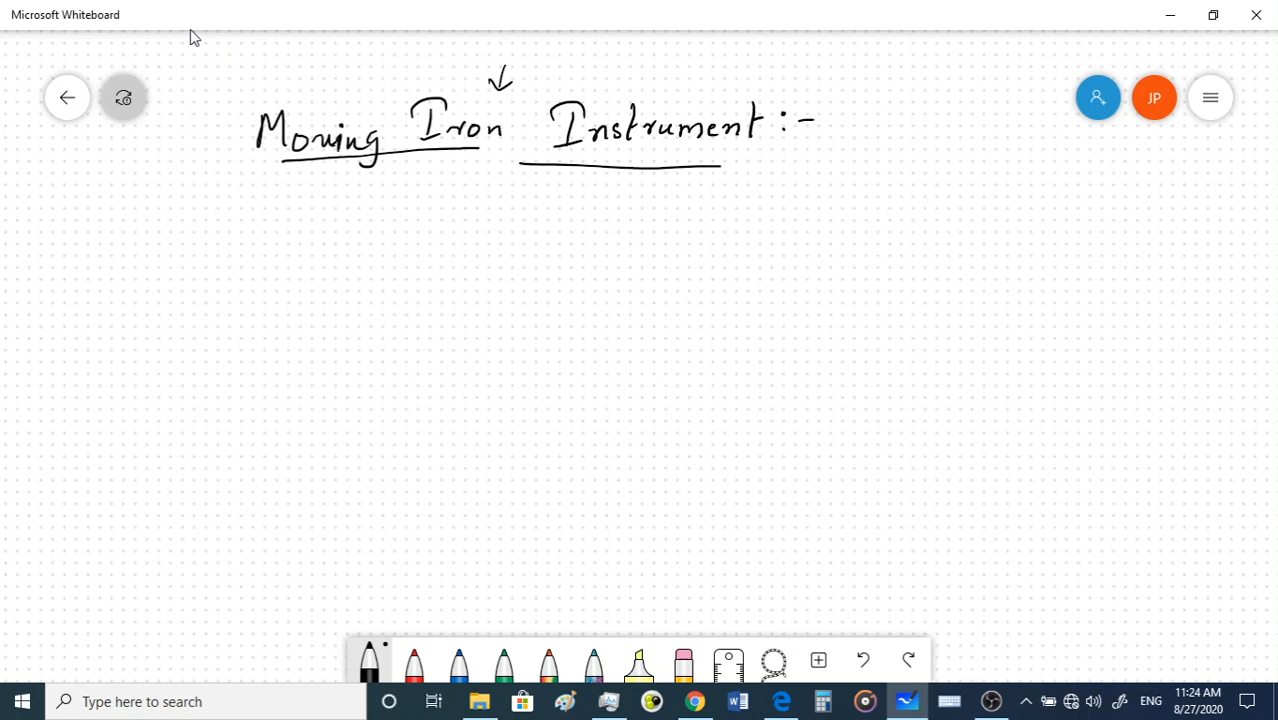 Microsoft Whiteboard
Moving Iron Instrument :-
JP
Type here to search
ENG
11:24 AM
8/27/2020